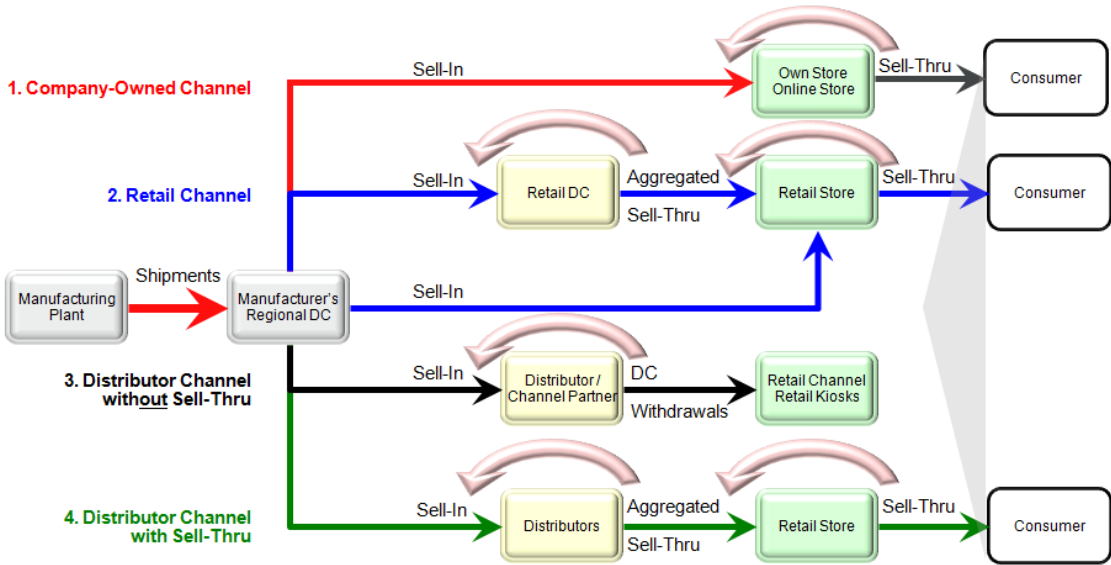 Sell-In
Own Store
Online Store
Sell-Thru
Consumer
1. Company-Owned Channel
2. Retail Channel
Sell-In
Retail DC
Aggregated
Sell-Thru
Retail Store
Sell-Thru
Consumer
Manufacturing
Plant
Shipments
Manufacturer's
Regional DC
Sell-In
3. Distributor Channel
without Sell-Thru
Sell-In
Distributor /
Channel Partner
DC
Withdrawals
Retail Channel
Retail Kiosks
4. Distributor Channel
with Sell-Thru
Sell-In
Distributors
Aggregated
Sell-Thru
Retail Store
Sell-Thru
Consumer